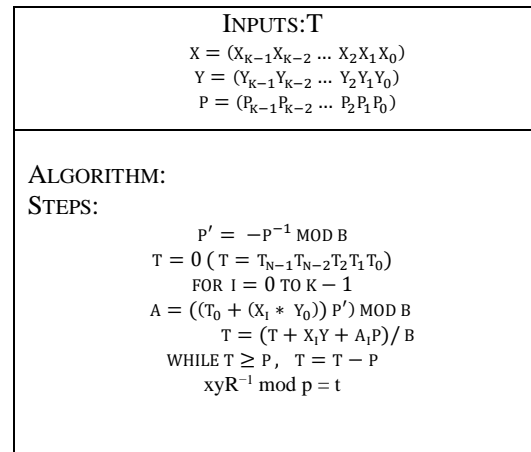 INPUTS:T
X = (X_{K−1}X_{K−2} … X_2X_1X_0)
Y = (Y_{K−1}Y_{K−2} … Y_2Y_1Y_0)
P = (P_{K−1}P_{K−2} … P_2P_1P_0)
ALGORITHM:
STEPS:
P′ = −P^{−1} MOD B
T = 0 ( T = T_{N−1}T_{N−2}T_2T_1T_0)
FOR I = 0 TO K − 1
A = ((T_0 + (X_I * Y_0)) P′) MOD B
T = (T + X_IY + A_IP)/ B
WHILE T ≥ P , T = T − P
xyR^{−1} mod p = t